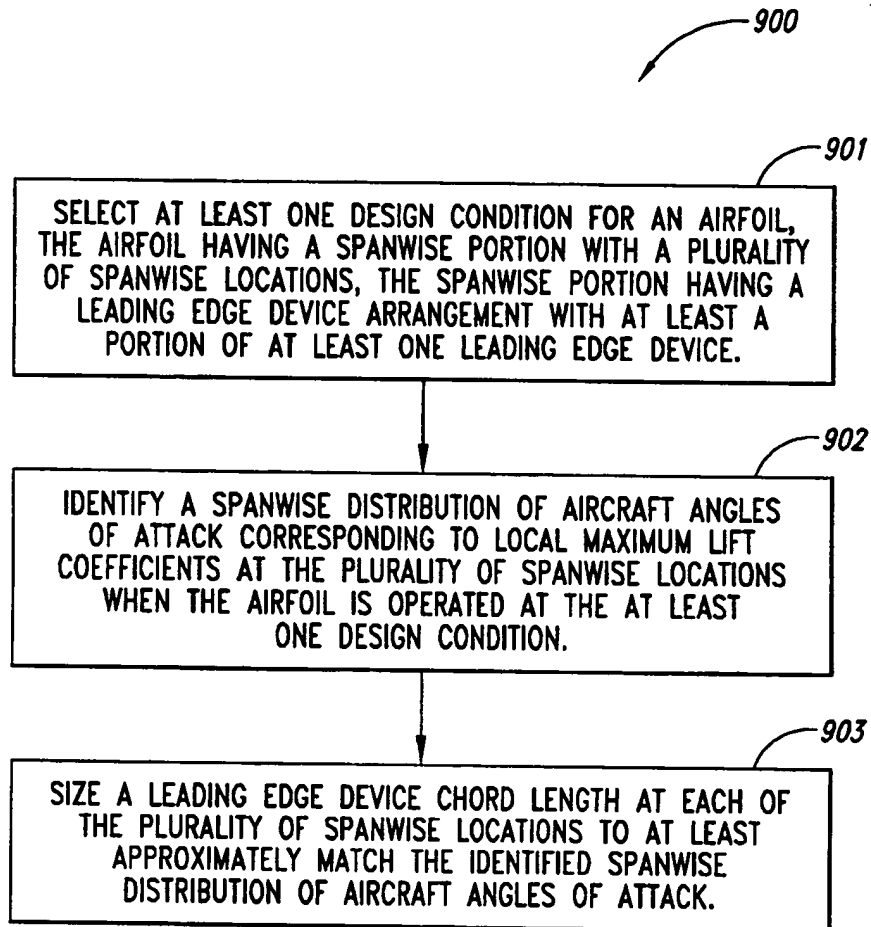 900
901
SELECT AT LEAST ONE DESIGN CONDITION FOR AN AIRFOIL,
THE AIRFOIL HAVING A SPANWISE PORTION WITH A PLURALITY
OF SPANWISE LOCATIONS, THE SPANWISE PORTION HAVING A
LEADING EDGE DEVICE ARRANGEMENT WITH AT LEAST A
PORTION OF AT LEAST ONE LEADING EDGE DEVICE.
902
IDENTIFY A SPANWISE DISTRIBUTION OF AIRCRAFT ANGLES
OF ATTACK CORRESPONDING TO LOCAL MAXIMUM LIFT
COEFFICIENTS AT THE PLURALITY OF SPANWISE LOCATIONS
WHEN THE AIRFOIL IS OPERATED AT THE AT LEAST
ONE DESIGN CONDITION.
903
SIZE A LEADING EDGE DEVICE CHORD LENGTH AT EACH OF
THE PLURALITY OF SPANWISE LOCATIONS TO AT LEAST
APPROXIMATELY MATCH THE IDENTIFIED SPANWISE
DISTRIBUTION OF AIRCRAFT ANGLES OF ATTACK.